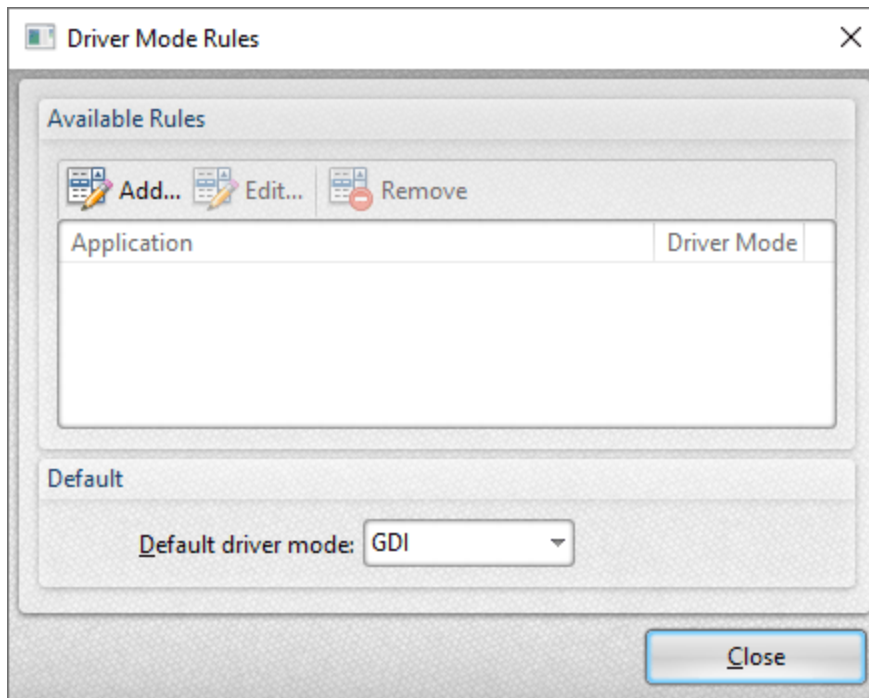 Driver Mode Rules
Available Rules
Add... Edit... Remove
Application Driver Mode
Default
Default driver mode: GDI
Close